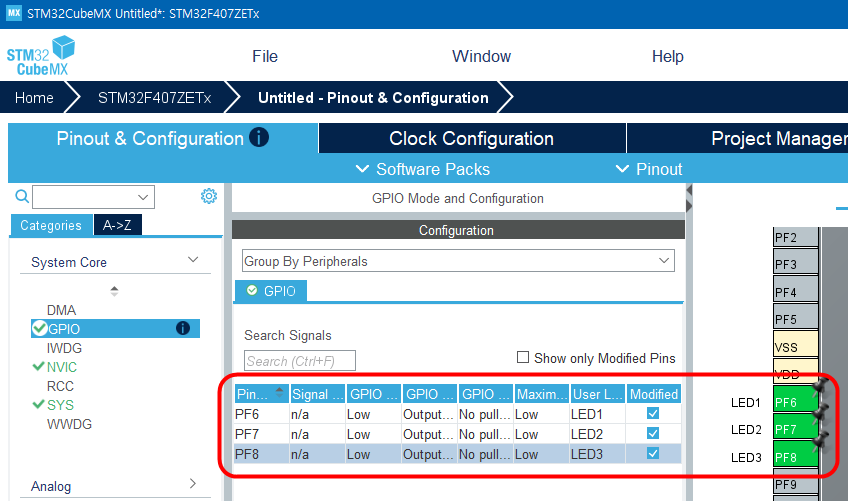 MX STM32CubeMX Untitled*: STM32F407ZETx
STM32
CubeMX
File Window Help
Home STM32F407ZETx Untitled - Pinout & Configuration
Pinout & Configuration Clock Configuration Project Manager
Software Packs Pinout
Categories A->Z
System Core
DMA
GPIO
IWDG
NVIC
RCC
SYS
WWDG
Analog
GPIO Mode and Configuration
Configuration
Group By Peripherals
GPIO
Search Signals
Search (Ctrl+F) Show only Modified Pins
Pin... Signal ... GPIO ... GPIO ... GPIO ... Maxim... User L... Modified
PF6 n/a Low Output... No pull... Low LED1
PF7 n/a Low Output... No pull... Low LED2
PF8 n/a Low Output... No pull... Low LED3
PF2
PF3
PF4
PF5
VSS
VDD
LED1 PF6
LED2 PF7
LED3 PF8
PF9